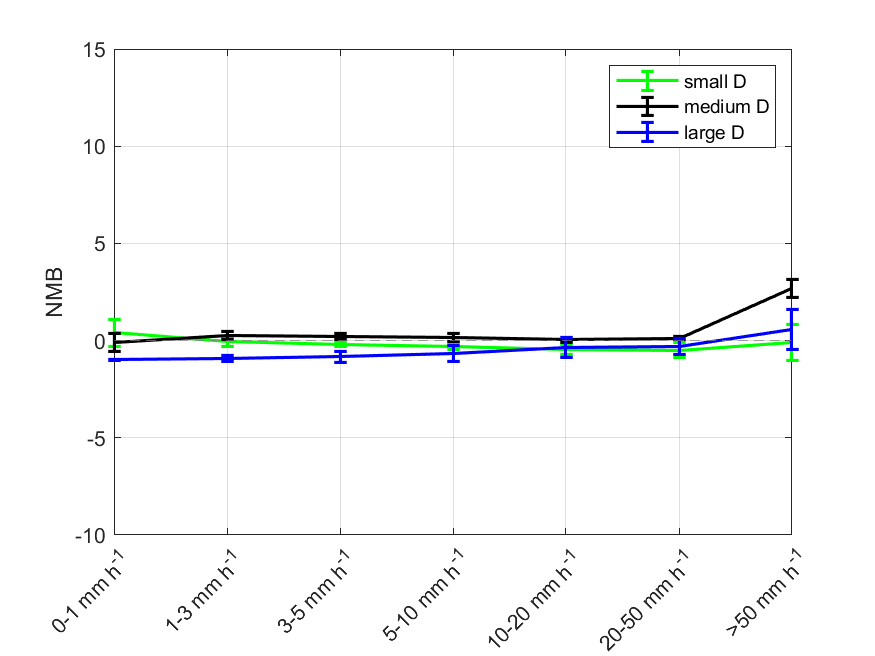 15
10
5
0
-5
-10
NMB
small D
medium D
large D
0-1 mm h⁻¹
1-3 mm h⁻¹
3-5 mm h⁻¹
5-10 mm h⁻¹
10-20 mm h⁻¹
20-50 mm h⁻¹
>50 mm h⁻¹